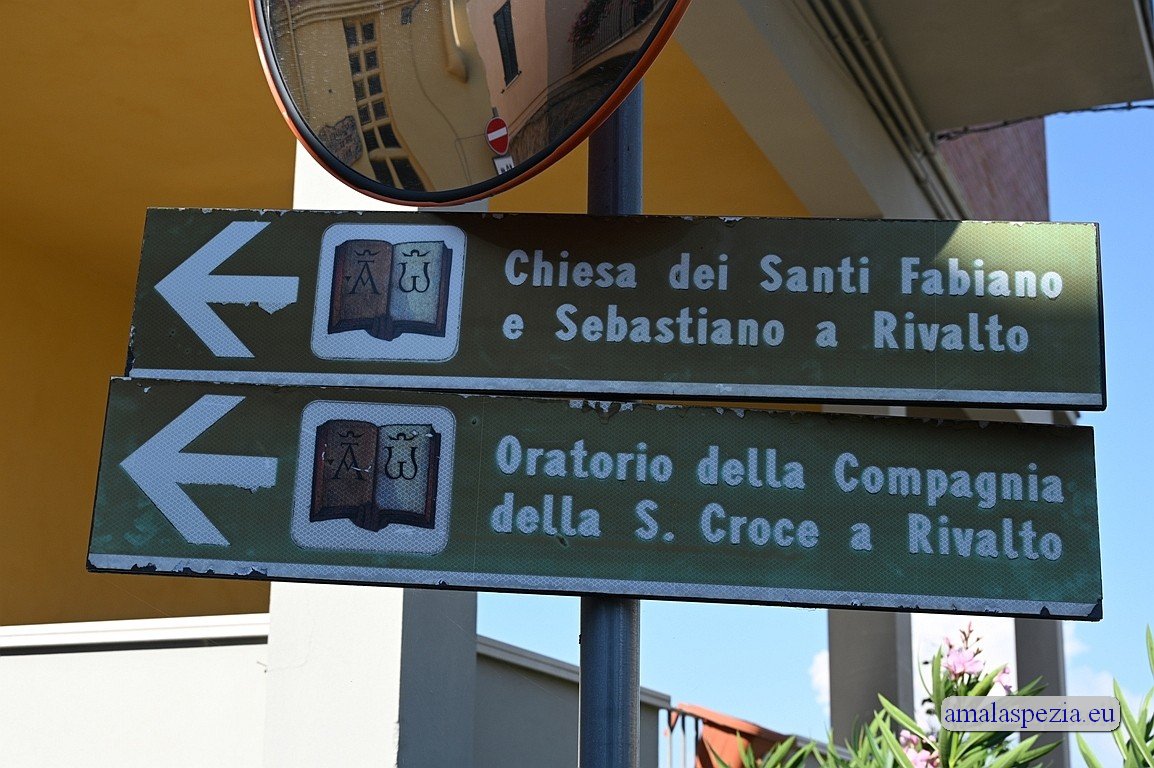 Chiesa dei Santi Fabiano
e Sebastiano a Rivalto
Oratorio della Compagnia
della S. Croce a Rivalto
amalaspezia.eu